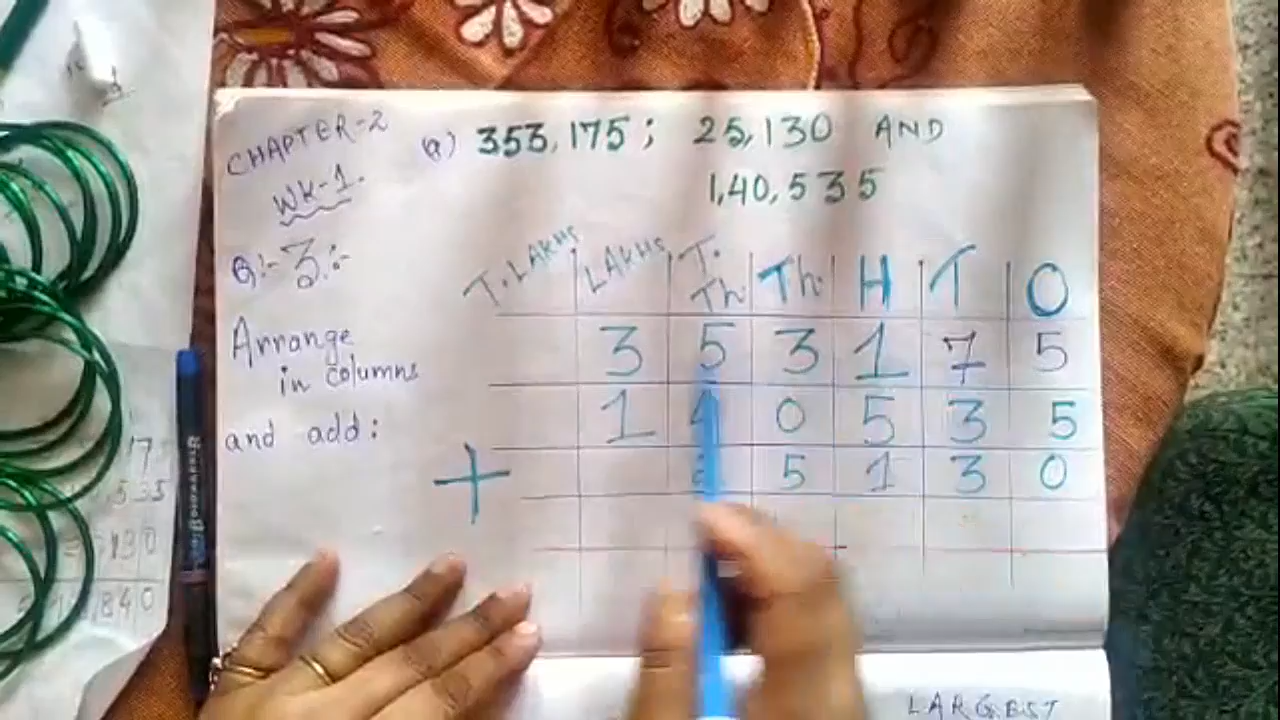 CHAPTER-2
WK-1.
Q:- 3:-
Arrange
in columns
and add:
a) 353,175; 25,130 AND
1,40,535
T. LAKHS LAKHS T. Th. Th. H T O
3 5 3 1 7 5
1 4 0 5 3 5
+ 2 5 1 3 0
LARGEST